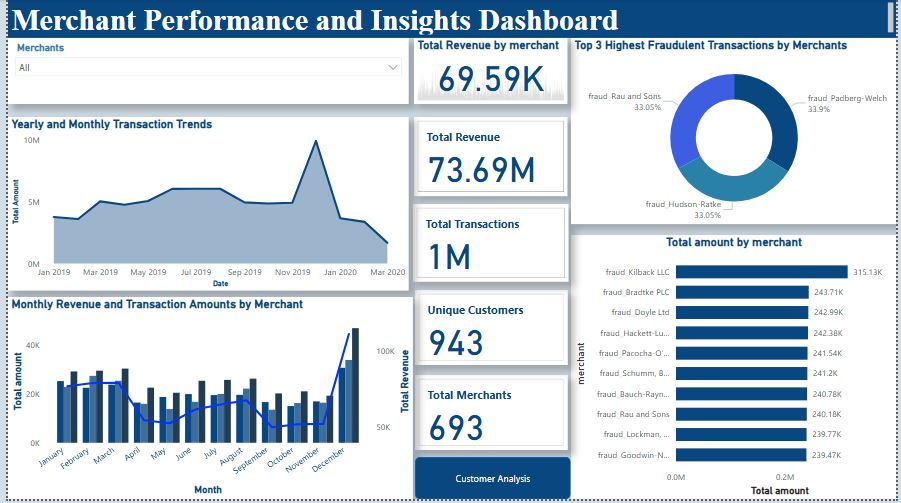 Merchant Performance and Insights Dashboard
Merchants
All
Total Revenue by merchant
69.59K
Top 3 Highest Fraudulent Transactions by Merchants
fraud_Rau and Sons
33.05%
fraud_Padberg-Welch
33.9%
fraud_Hudson-Ratke
33.05%
Yearly and Monthly Transaction Trends
Total Amount
10M
5M
0M
Jan 2019
Mar 2019
May 2019
July 2019
Sep 2019
Nov 2019
Jan 2020
Mar 2020
Date
Total Revenue
73.69M
Total Transactions
1M
Unique Customers
943
Total Merchants
693
Customer Analysis
Total amount by merchant
merchant
fraud_Kilback LLC 315.13K
fraud_Bradtke PLC 243.71K
fraud_Doyle Ltd 242.99K
fraud_Hackett-Lu... 242.38K
fraud_Pacocha-O'... 241.54K
fraud_Schumm, B... 241.2K
fraud_Bauch-Rayn... 240.78K
fraud_Rau and Sons 240.18K
fraud_Lockman, ... 239.77K
fraud_Goodwin-N... 239.47K
0.0M 0.2M
Total amount
Monthly Revenue and Transaction Amounts by Merchant
Total amount
40K
20K
0K
100K
50K
Total Revenue
January
February
March
April
May
June
July
August
September
October
November
December
Month